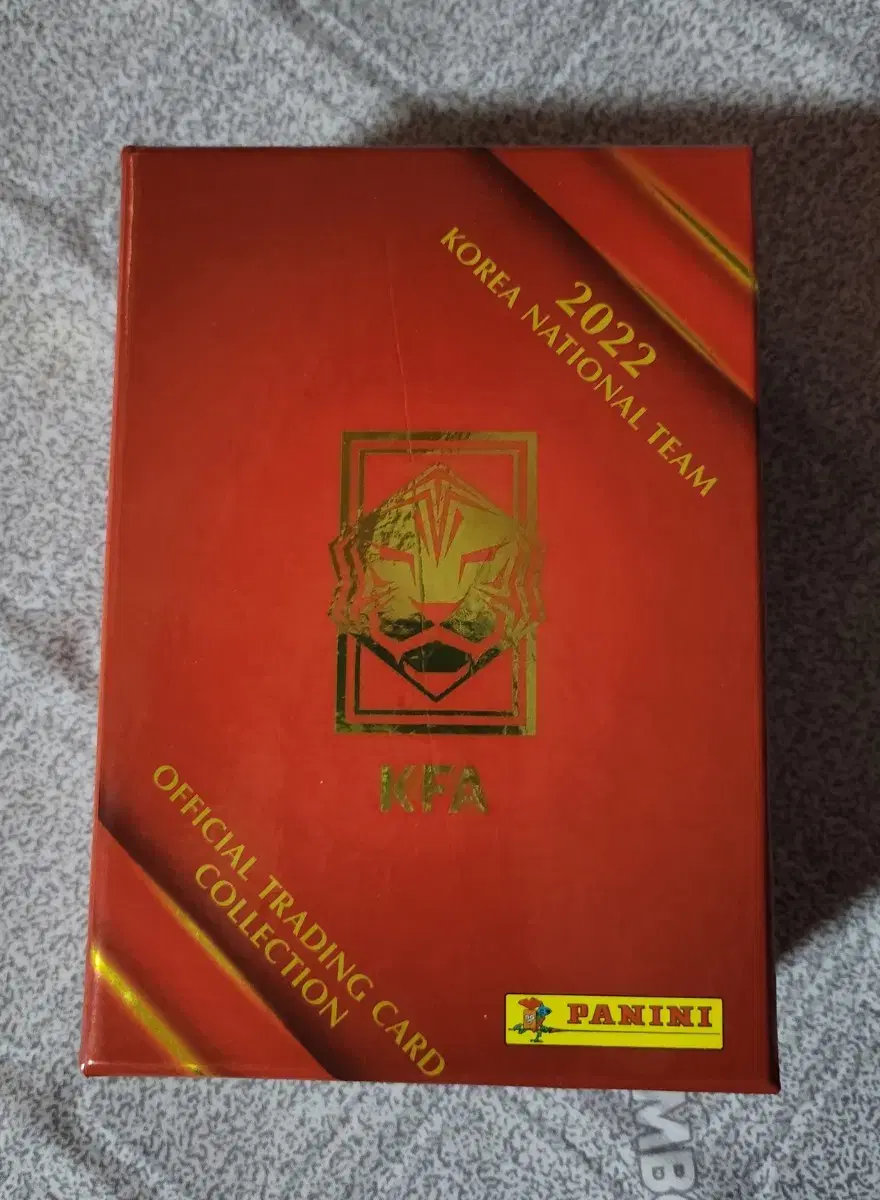 2022
KOREA NATIONAL TEAM
KFA
OFFICIAL TRADING CARD
COLLECTION
PANINI